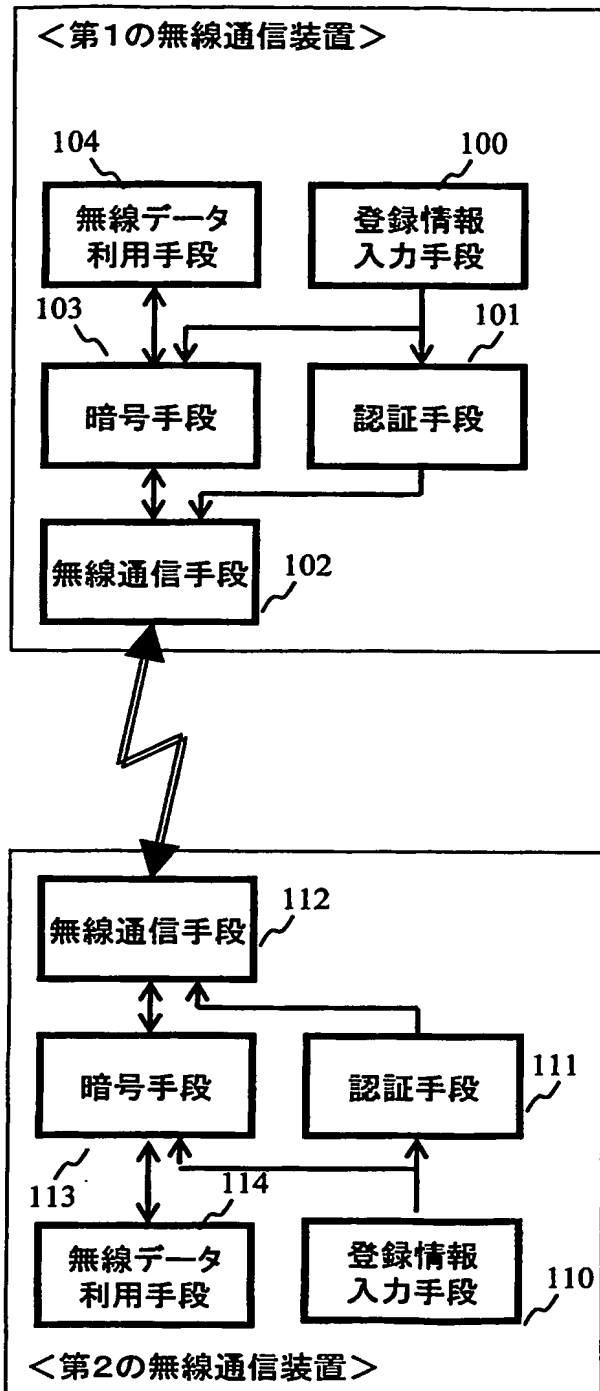 <第1の無線通信装置>
104
100
無線データ
利用手段
登録情報
入力手段
103
101
暗号手段
認証手段
無線通信手段
102
無線通信手段
112
暗号手段
認証手段
111
113
114
無線データ
利用手段
登録情報
入力手段
110
<第2の無線通信装置>